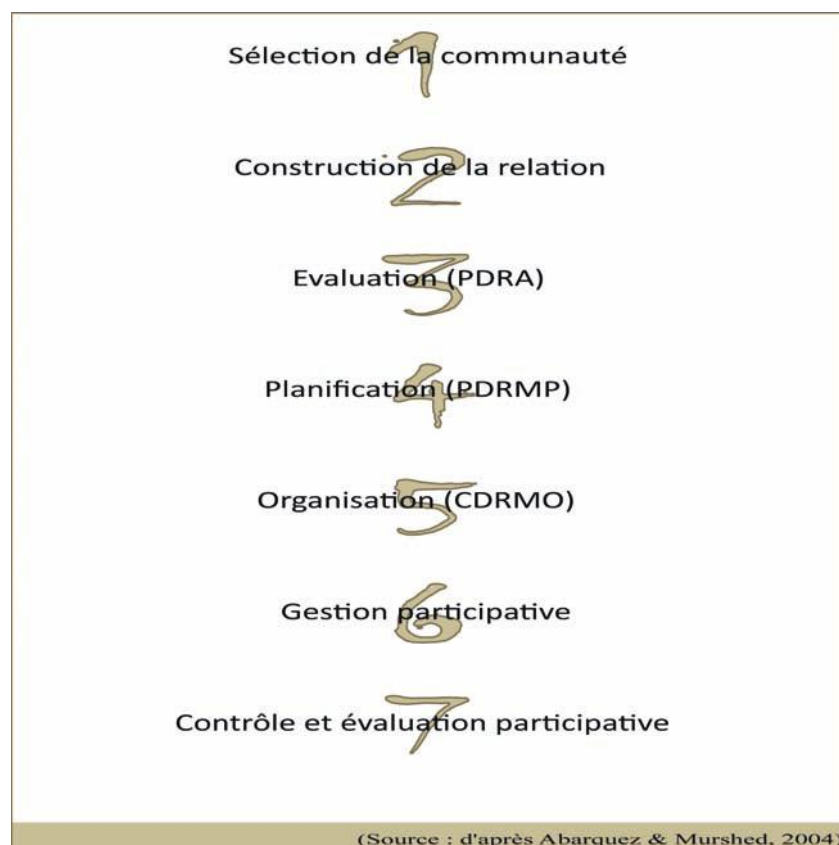 1
Sélection de la communauté
2
Construction de la relation
3
Evaluation (PDRA)
4
Planification (PDRMP)
5
Organisation (CDRMO)
6
Gestion participative
7
Contrôle et évaluation participative
(Source : d'après Abarquez & Murshed, 2004)